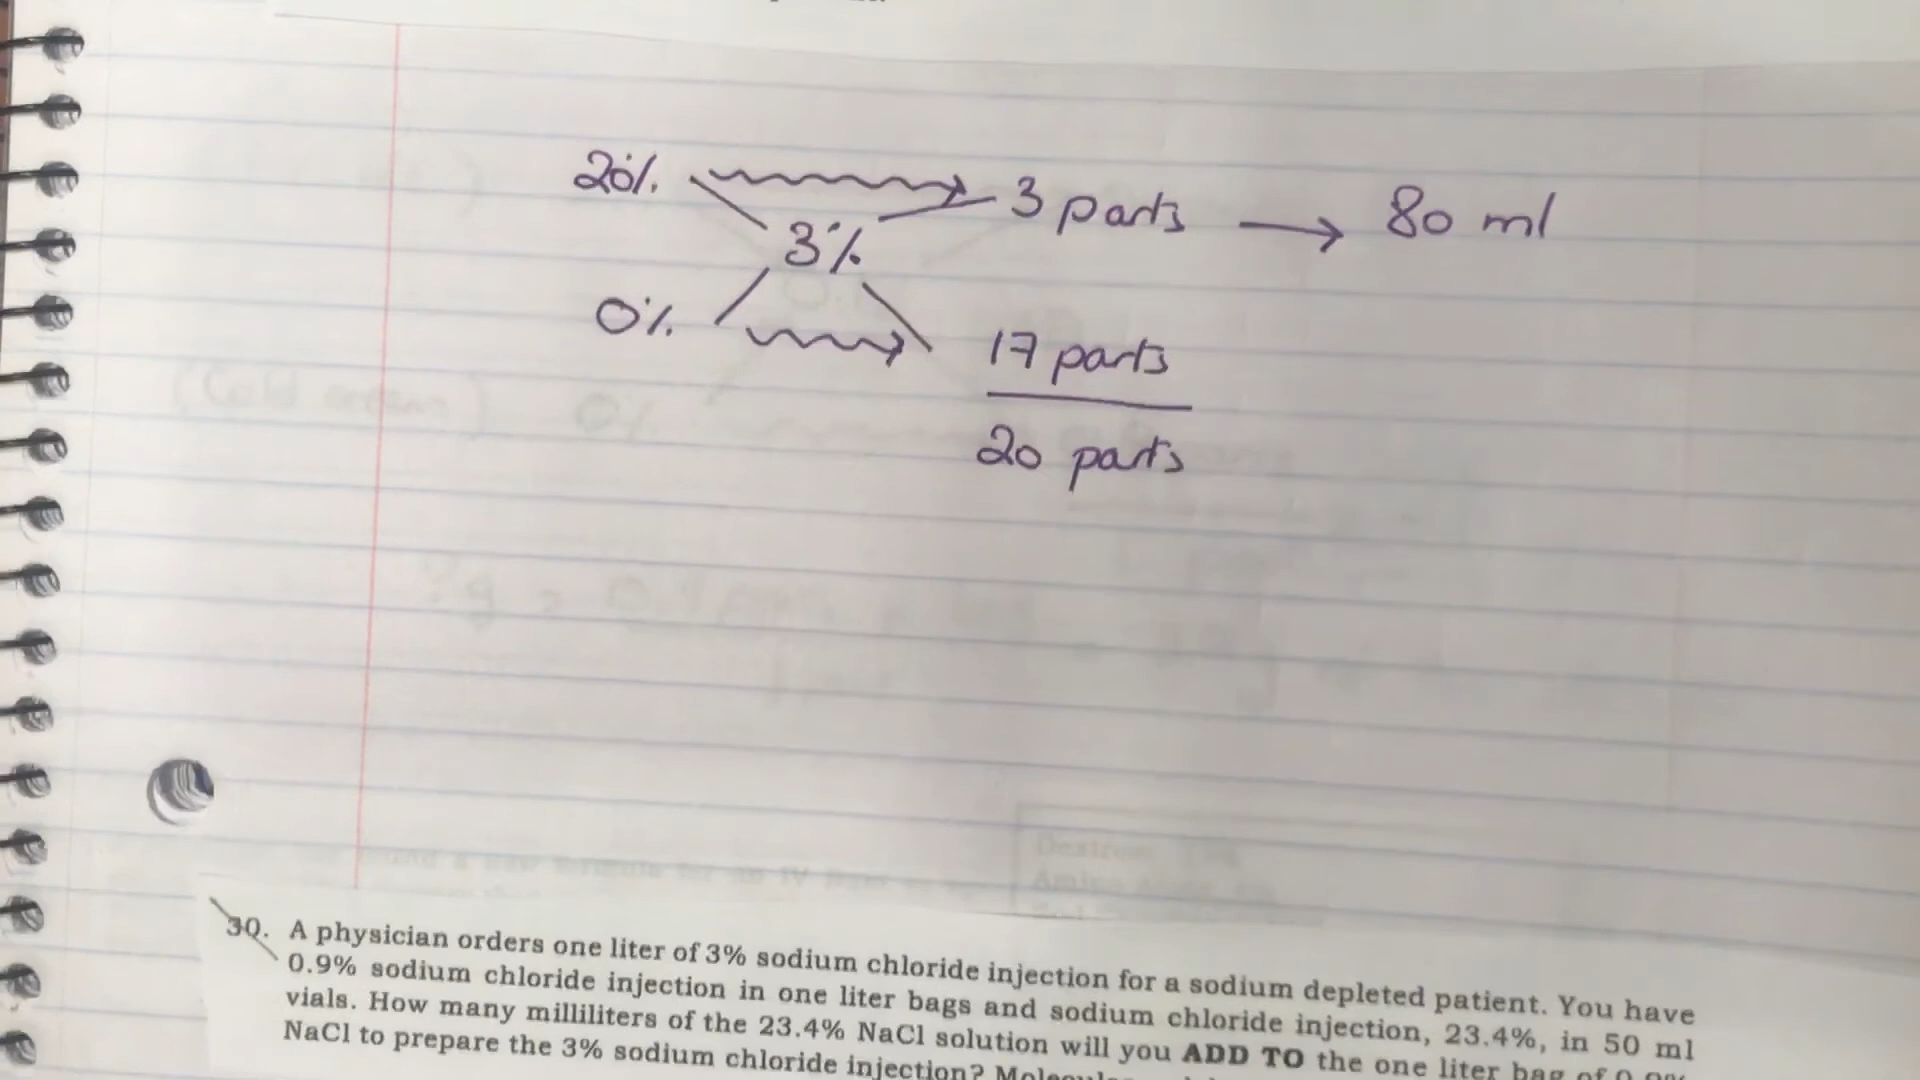 20% 3 parts → 80 ml
3%
0% 17 parts
20 parts
30. A physician orders one liter of 3% sodium chloride injection for a sodium depleted patient. You have
0.9% sodium chloride injection in one liter bags and sodium chloride injection, 23.4%, in 50 ml
vials. How many milliliters of the 23.4% NaCl solution will you ADD TO the one liter bag of 0.9%
NaCl to prepare the 3% sodium chloride injection?